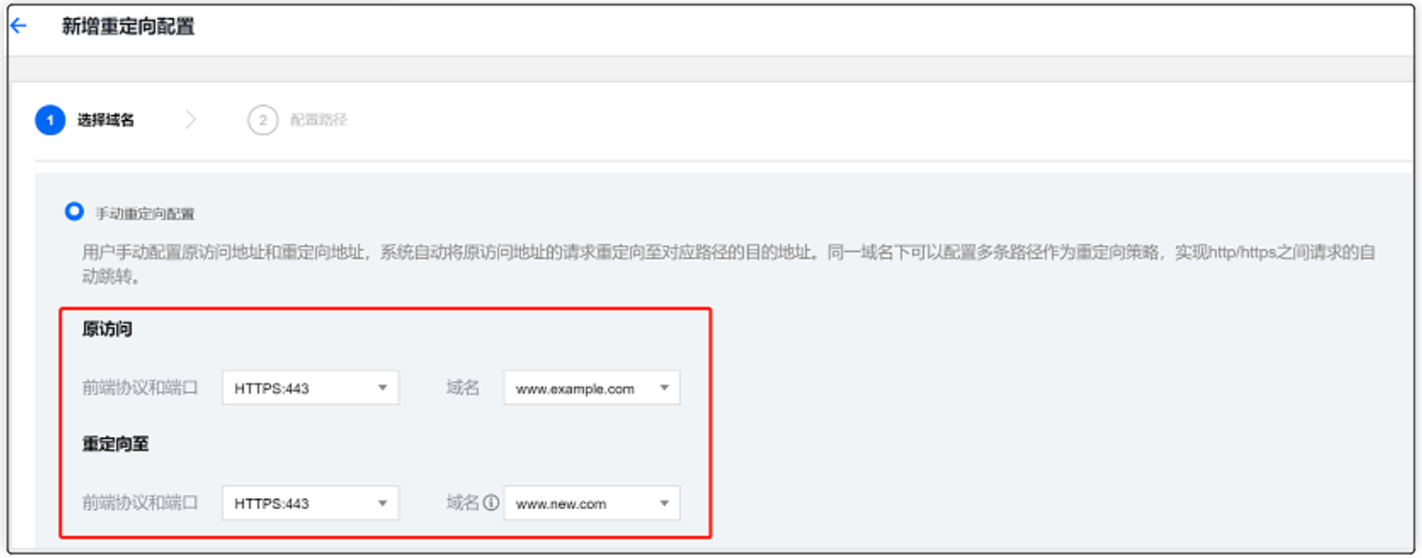 新增重定向配置
1 选择域名 2 配置路径
手动重定向配置
用户手动配置原访问地址和重定向地址，系统自动将原访问地址的请求重定向至对应路径的目的地址。同一域名下可以配置多条路径作为重定向策略，实现http/https之间请求的自
动跳转。
原访问
前端协议和端口 HTTPS:443 域名 www.example.com
重定向至
前端协议和端口 HTTPS:443 域名 www.new.com